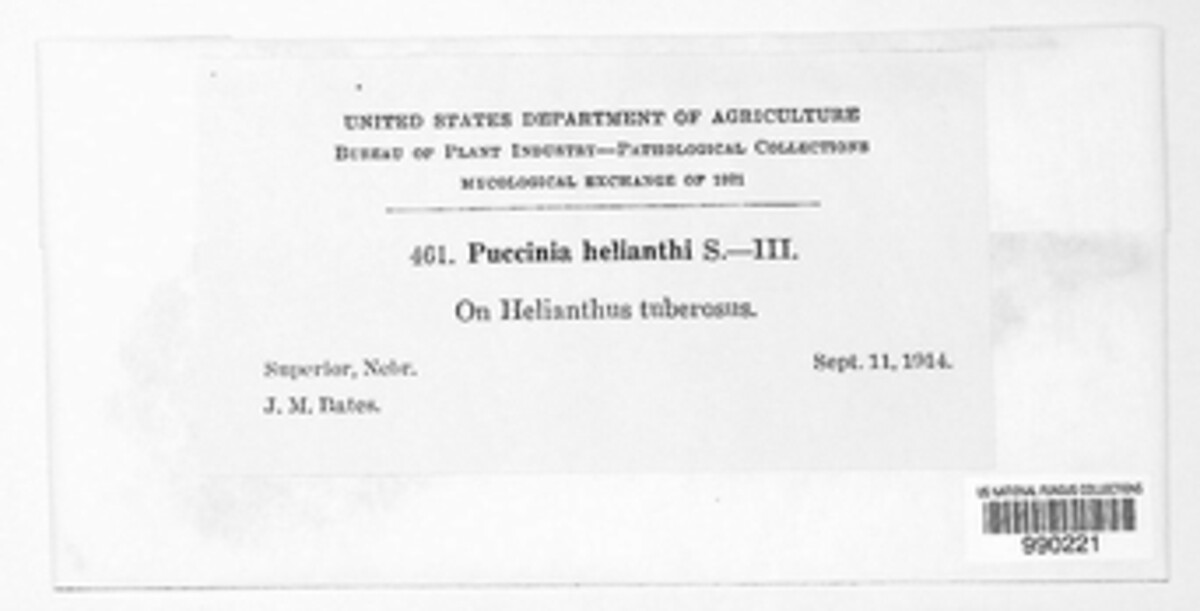 UNITED STATES DEPARTMENT OF AGRICULTURE
BUREAU OF PLANT INDUSTRY—PATHOLOGICAL COLLECTIONS
MYCOLOGICAL EXCHANGE OF 1921
461. Puccinia helianthi S.—III.
On Helianthus tuberosus.
Superior, Nebr.
Sept. 11, 1914.
J. M. Bates.
US NATIONAL FUNGUS COLLECTIONS
990221